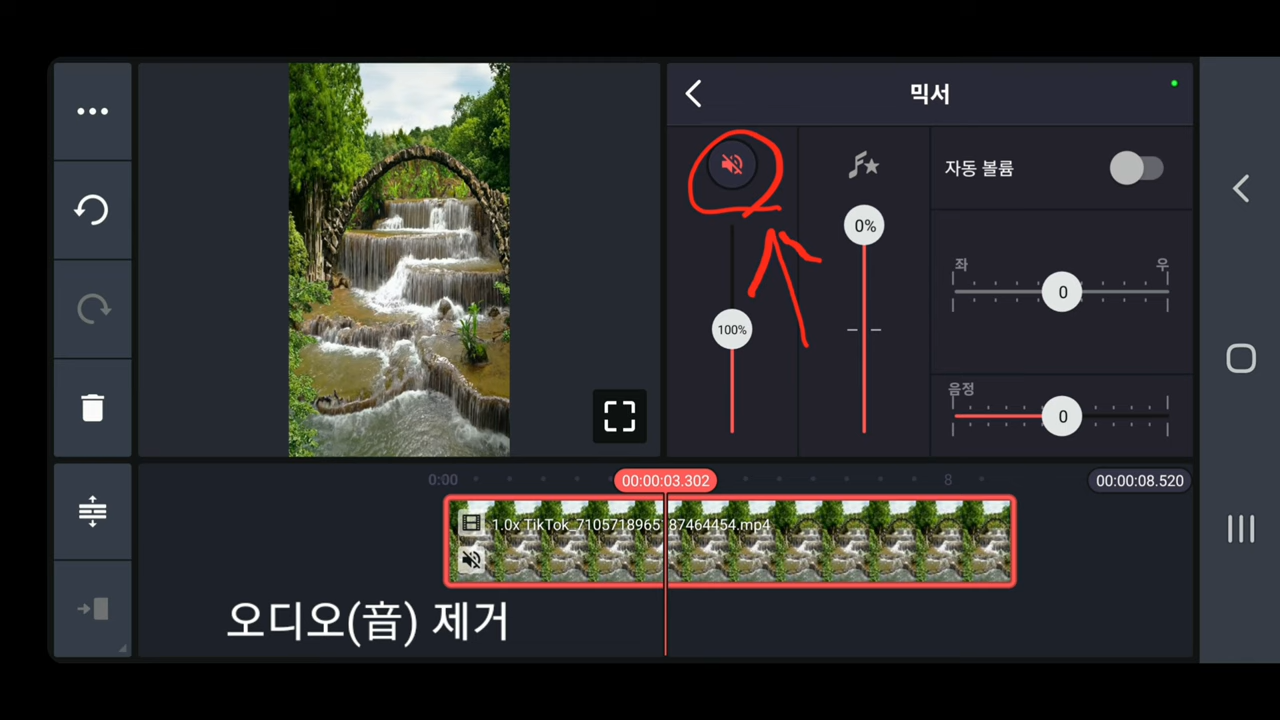 믹서
자동 볼륨
0%
좌
우
0
100%
음정
0
0:00
00:00:03.302
8
00:00:08.520
1.0x TikTok_7105718965 87464454.mp4
오디오(音) 제거